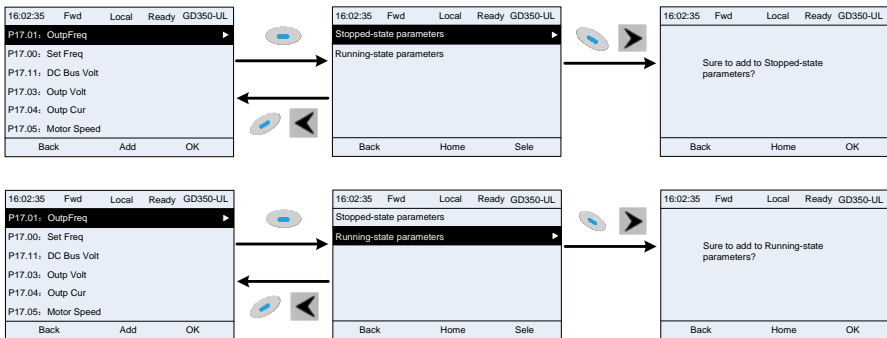 16:02:35 Fwd Local Ready GD350-UL
P17.01: OutpFreq
P17.00: Set Freq
P17.11: DC Bus Volt
P17.03: Outp Volt
P17.04: Outp Cur
P17.05: Motor Speed
Back Add OK
16:02:35 Fwd Local Ready GD350-UL
Stopped-state parameters
Running-state parameters
Back Home Sele
16:02:35 Fwd Local Ready GD350-UL
Sure to add to Stopped-state
parameters?
Back Home OK
16:02:35 Fwd Local Ready GD350-UL
P17.01: OutpFreq
P17.00: Set Freq
P17.11: DC Bus Volt
P17.03: Outp Volt
P17.04: Outp Cur
P17.05: Motor Speed
Back Add OK
16:02:35 Fwd Local Ready GD350-UL
Stopped-state parameters
Running-state parameters
Back Home Sele
16:02:35 Fwd Local Ready GD350-UL
Sure to add to Running-state
parameters?
Back Home OK